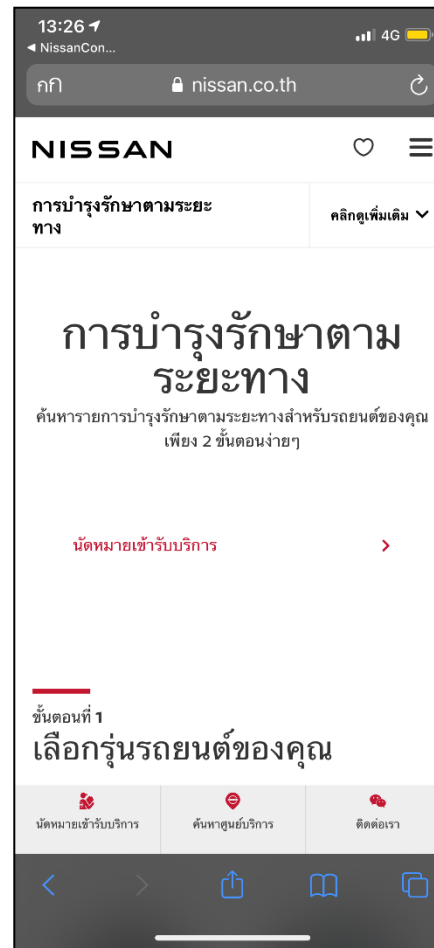 13:26
4G
◀ NissanCon...
กก nissan.co.th
NISSAN
การบำรุงรักษาตามระยะ
ทาง
คลิกดูเพิ่มเติม
การบำรุงรักษาตาม
ระยะทาง
ค้นหารายการบำรุงรักษาตามระยะทางสำหรับรถยนต์ของคุณ
เพียง 2 ขั้นตอนง่ายๆ
นัดหมายเข้ารับบริการ
ขั้นตอนที่ 1
เลือกรุ่นรถยนต์ของคุณ
นัดหมายเข้ารับบริการ
ค้นหาศูนย์บริการ
ติดต่อเรา